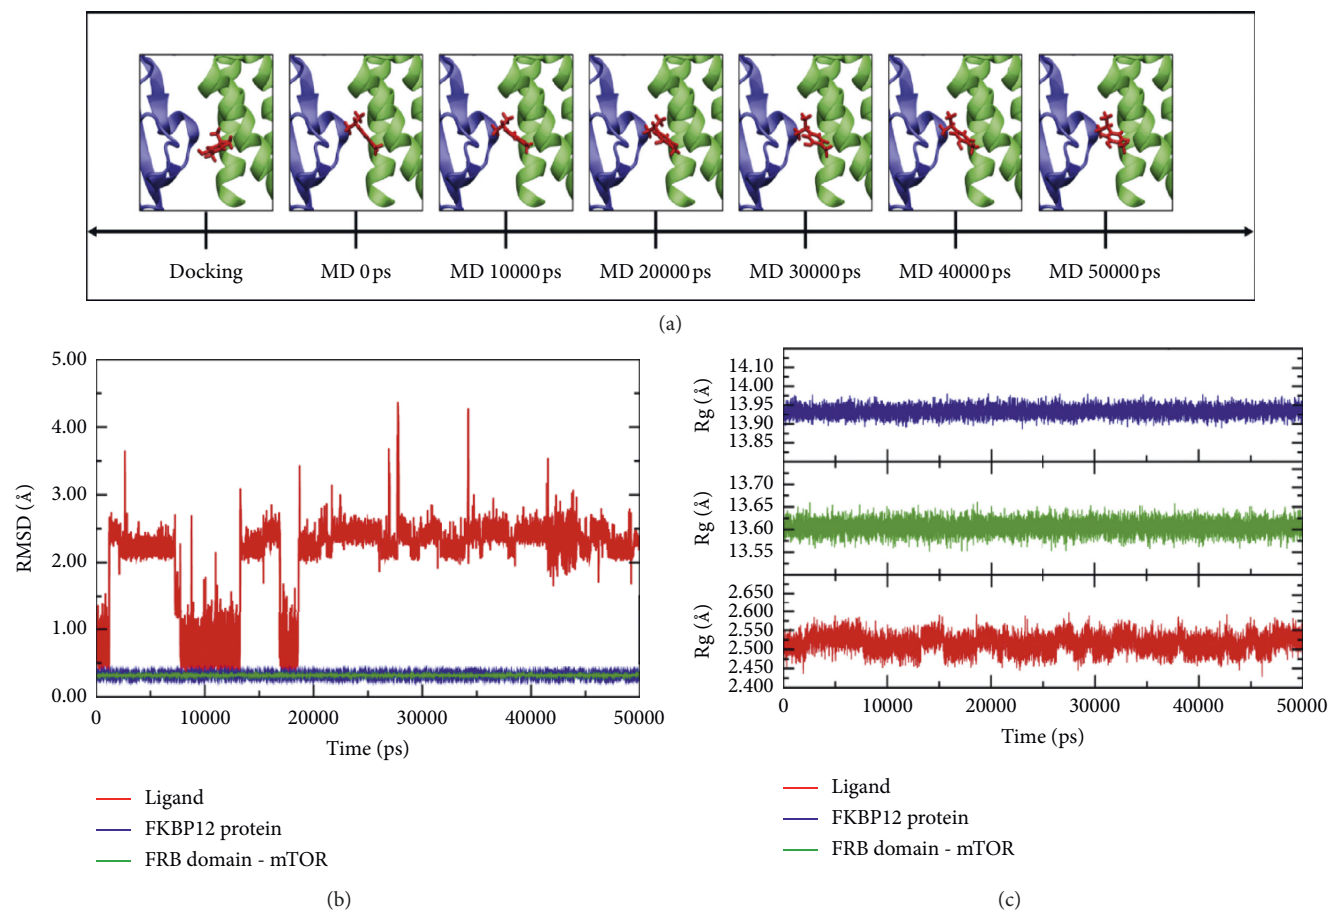 Docking
MD 0 ps
MD 10000 ps
MD 20000 ps
MD 30000 ps
MD 40000 ps
MD 50000 ps
(a)
5.00
4.00
3.00
2.00
1.00
0.00
RMSD (Å)
0
10000
20000
30000
40000
50000
Time (ps)
Ligand
FKBP12 protein
FRB domain - mTOR
(b)
14.10
14.00
13.95
13.90
13.85
Rg (Å)
13.70
13.65
13.60
13.55
Rg (Å)
2.650
2.600
2.550
2.500
2.450
2.400
Rg (Å)
0
10000
20000
30000
40000
50000
Time (ps)
Ligand
FKBP12 protein
FRB domain - mTOR
(c)